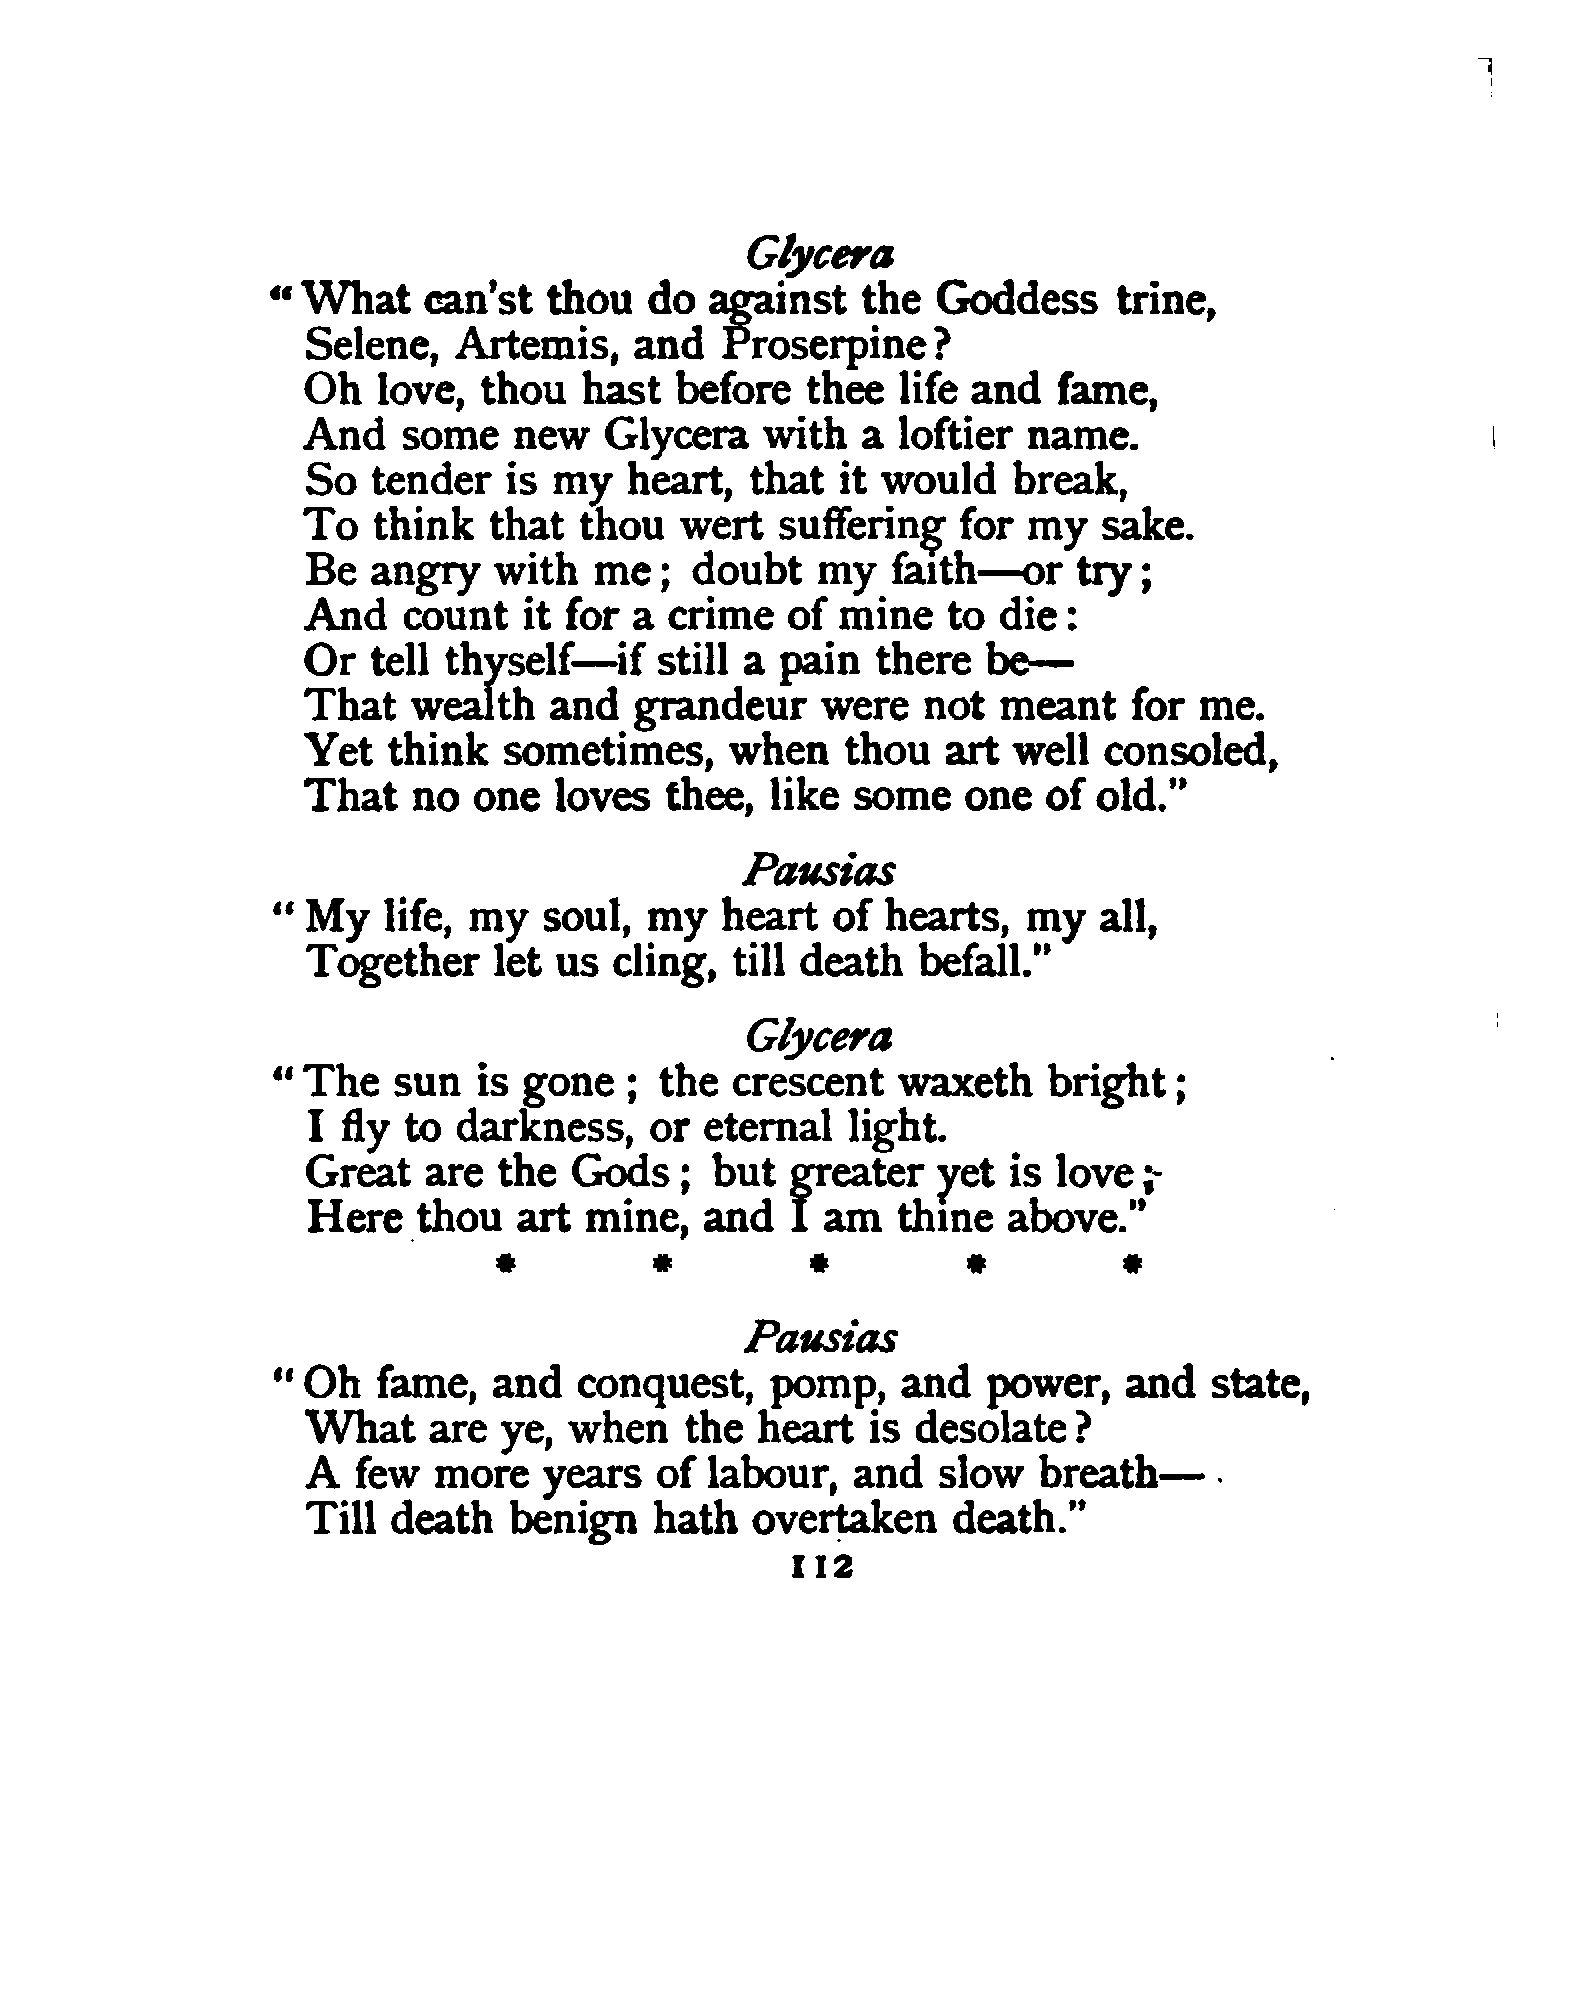 Glycera
“What can'st thou do against the Goddess trine,
Selene, Artemis, and Proserpine?
Oh love, thou hast before thee life and fame,
And some new Glycera with a loftier name.
So tender is my heart, that it would break,
To think that thou wert suffering for my sake.
Be angry with me; doubt my faith—or try;
And count it for a crime of mine to die:
Or tell thyself—if still a pain there be—
That wealth and grandeur were not meant for me.
Yet think sometimes, when thou art well consoled,
That no one loves thee, like some one of old.”
Pausias
“My life, my soul, my heart of hearts, my all,
Together let us cling, till death befall.”
Glycera
“The sun is gone; the crescent waxeth bright;
I fly to darkness, or eternal light.
Great are the Gods; but greater yet is love;
Here thou art mine, and I am thine above.”
* * * * *
Pausias
“Oh fame, and conquest, pomp, and power, and state,
What are ye, when the heart is desolate?
A few more years of labour, and slow breath—
Till death benign hath overtaken death.”
112